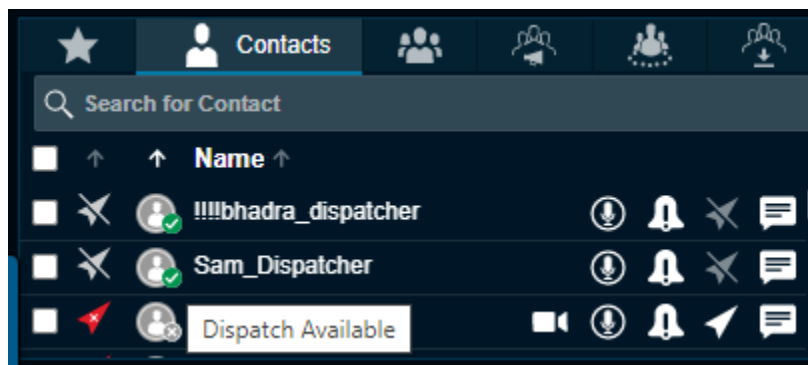 Contacts
Search for Contact
Name
!!!!bhadra_dispatcher
Sam_Dispatcher
Dispatch Available